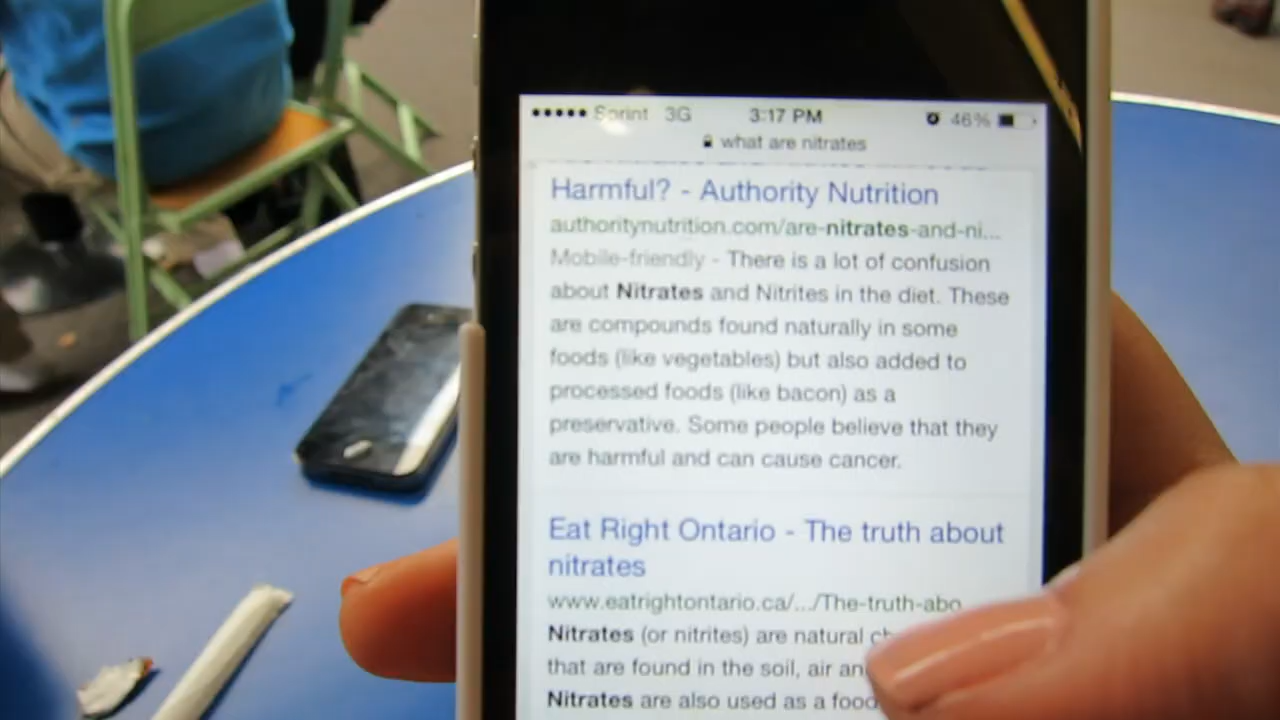 Sprint 3G 3:17 PM 46%
what are nitrates
Harmful? - Authority Nutrition
authoritynutrition.com/are-nitrates-and-ni...
Mobile-friendly - There is a lot of confusion
about Nitrates and Nitrites in the diet. These
are compounds found naturally in some
foods (like vegetables) but also added to
processed foods (like bacon) as a
preservative. Some people believe that they
are harmful and can cause cancer.
Eat Right Ontario - The truth about
nitrates
www.eatrightontario.ca/.../The-truth-abo
Nitrates (or nitrites) are natural
that are found in the soil, air
Nitrates are also used as a food